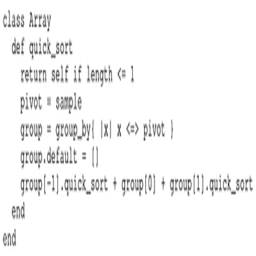 class Array
  def quick_sort
    return self if length <= 1
    pivot = sample
    group = group_by{ |x| x <=> pivot }
    group.default = []
    group[-1].quick_sort + group[0] + group[1].quick_sort
  end
end